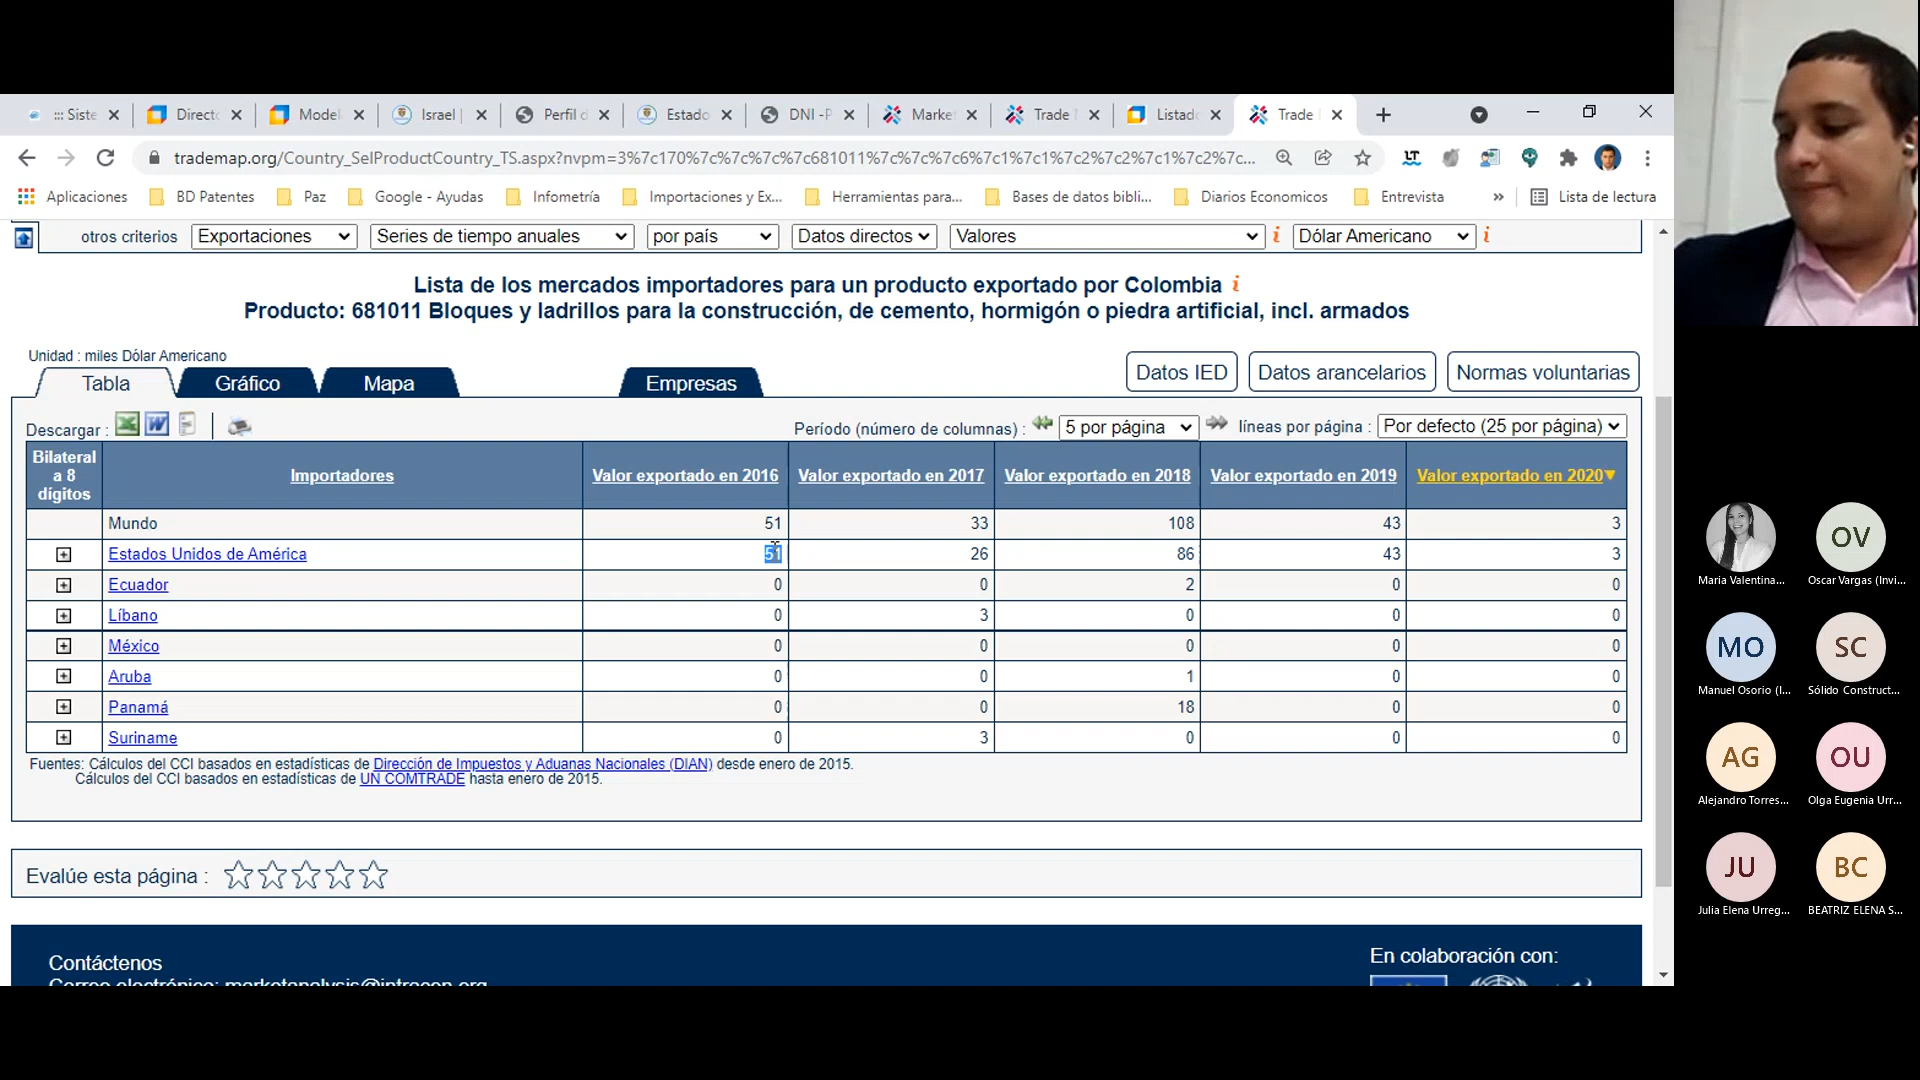 ::: Siste
Directo
Model
Israel |
Perfil d
Estado
DNI -P
Marke
Trade
Listado
Trade
trademap.org/Country_SelProductCountry_TS.aspx?nvpm=3%7c170%7c%7c%7c%7c681011%7c%7c%7c6%7c1%7c1%7c2%7c2%7c1%7c2%7c...
Aplicaciones
BD Patentes
Paz
Google - Ayudas
Infometría
Importaciones y Ex...
Herramientas para...
Bases de datos bibli...
Diarios Economicos
Entrevista
»
Lista de lectura
otros criterios
Exportaciones
Series de tiempo anuales
por país
Datos directos
Valores
i
Dólar Americano
i
Lista de los mercados importadores para un producto exportado por Colombia i
Producto: 681011 Bloques y ladrillos para la construcción, de cemento, hormigón o piedra artificial, incl. armados
Unidad : miles Dólar Americano
Tabla
Gráfico
Mapa
Empresas
Datos IED
Datos arancelarios
Normas voluntarias
Descargar :
Período (número de columnas) :
5 por página
líneas por página :
Por defecto (25 por página)
Bilateral
a 8
dígitos
Importadores
Valor exportado en 2016
Valor exportado en 2017
Valor exportado en 2018
Valor exportado en 2019
Valor exportado en 2020▼
Mundo 51 33 108 43 3
Estados Unidos de América 51 26 86 43 3
Ecuador 0 0 2 0 0
Líbano 0 3 0 0 0
México 0 0 0 0 0
Aruba 0 0 1 0 0
Panamá 0 0 18 0 0
Suriname 0 3 0 0 0
Fuentes: Cálculos del CCI basados en estadísticas de Dirección de Impuestos y Aduanas Nacionales (DIAN) desde enero de 2015.
Cálculos del CCI basados en estadísticas de UN COMTRADE hasta enero de 2015.
Evalúe esta página :
Contáctenos
Correo electrónico: marketanalysis@intracen.org
En colaboración con:
Maria Valentina...
OV
Oscar Vargas (Invi...
MO
Manuel Osorio (I...
SC
Sólido Construct...
AG
Alejandro Torres...
OU
Olga Eugenia Urr...
JU
Julia Elena Urreg...
BC
BEATRIZ ELENA S...